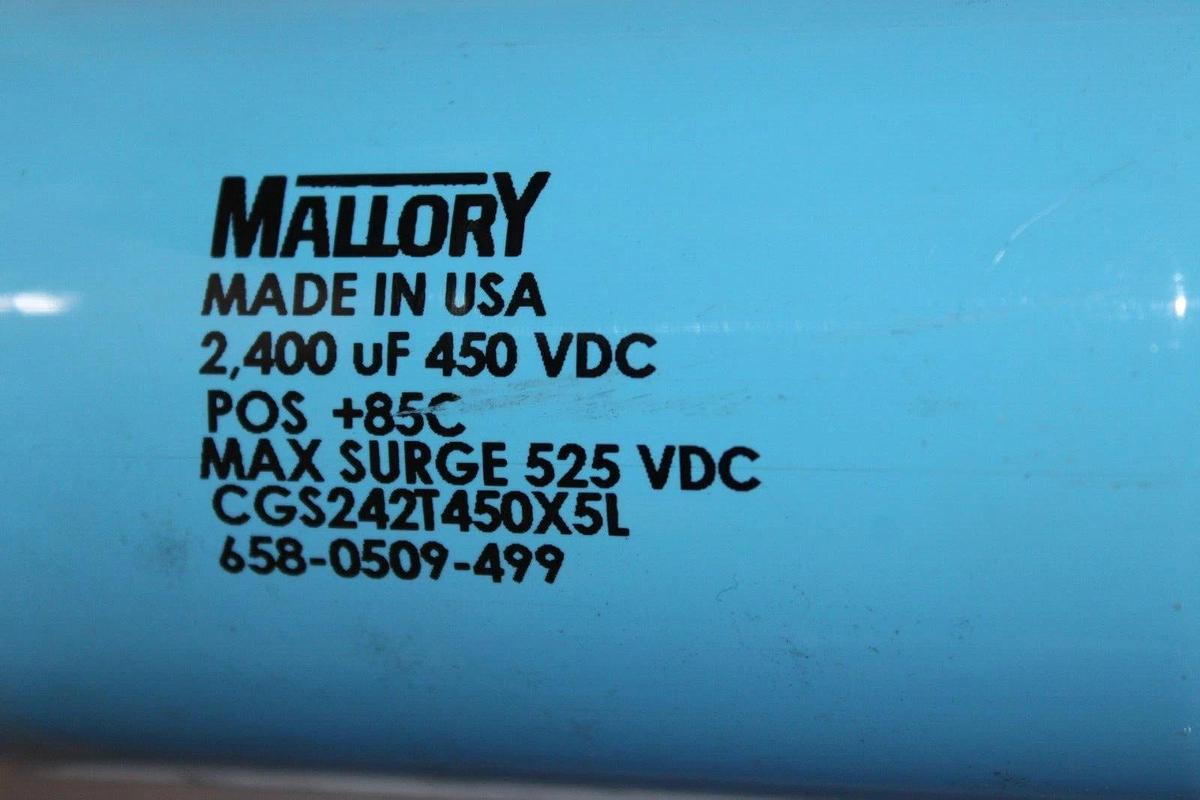 MALLORY
MADE IN USA
2,400 uF 450 VDC
POS +85C
MAX SURGE 525 VDC
CGS242T450X5L
658-0509-499